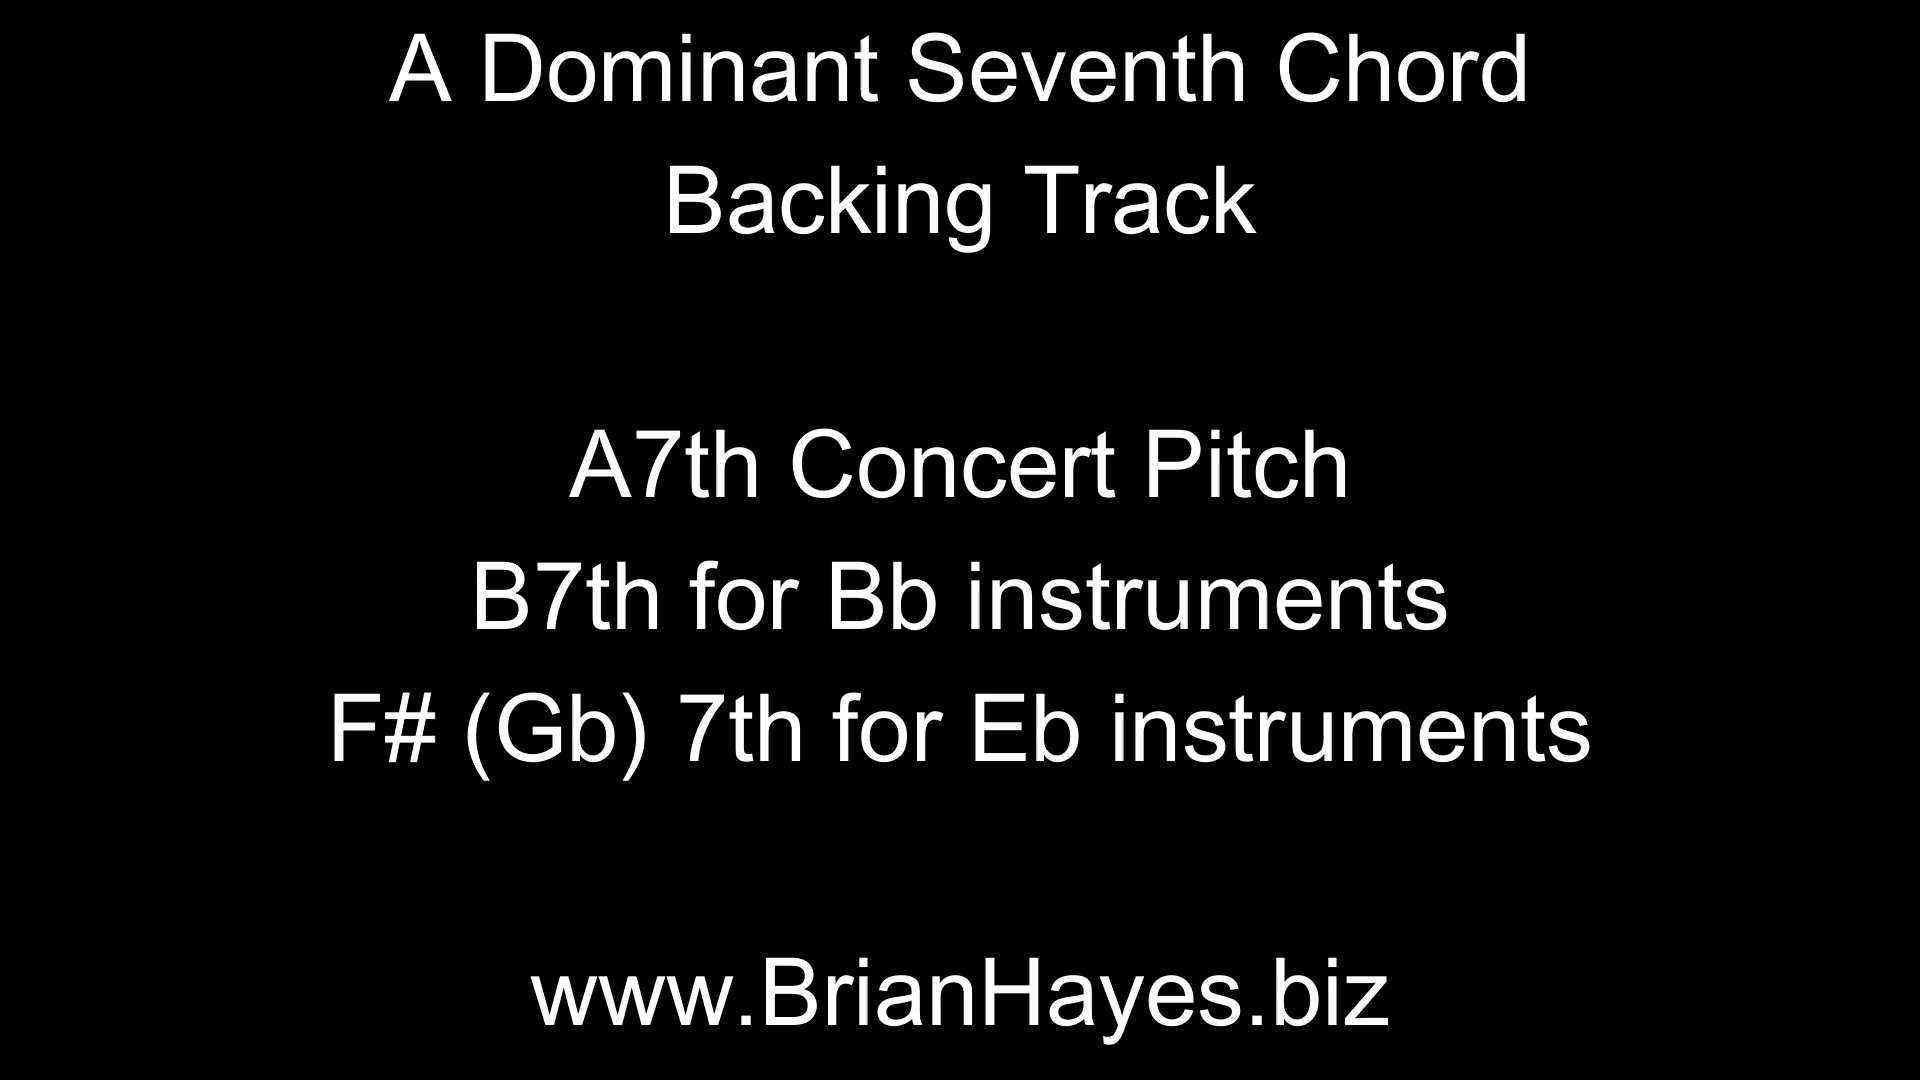 A Dominant Seventh Chord
Backing Track
A7th Concert Pitch
B7th for Bb instruments
F# (Gb) 7th for Eb instruments
www.BrianHayes.biz